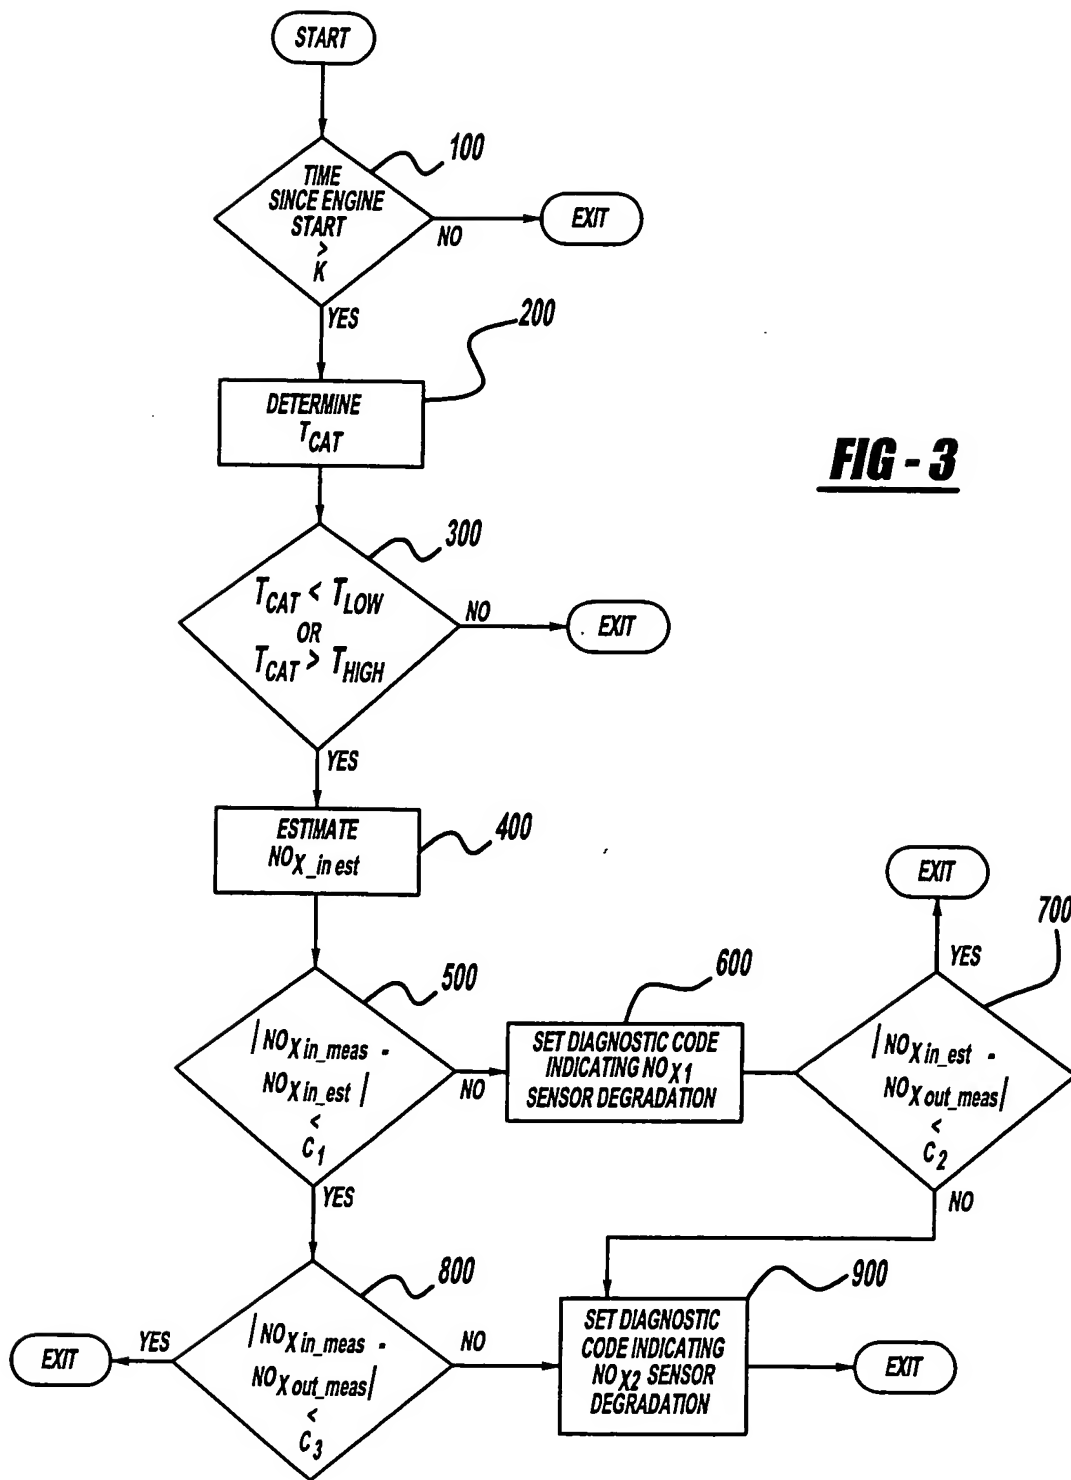 START
100
TIME
SINCE ENGINE
START
>
K
NO
EXIT
YES
200
DETERMINE
TCAT
FIG - 3
300
TCAT < TLOW
OR
TCAT > THIGH
NO
EXIT
YES
ESTIMATE
NOX_in est
400
EXIT
700
YES
500
600
|NOX in_meas -
NOX in_est|
<
C1
NO
SET DIAGNOSTIC CODE
INDICATING NOX1
SENSOR DEGRADATION
|NOX in_est -
NOX out_meas|
<
C2
YES
NO
800
900
EXIT
YES
|NOX in_meas -
NOX out_meas|
<
C3
NO
SET DIAGNOSTIC
CODE INDICATING
NOX2 SENSOR
DEGRADATION
EXIT